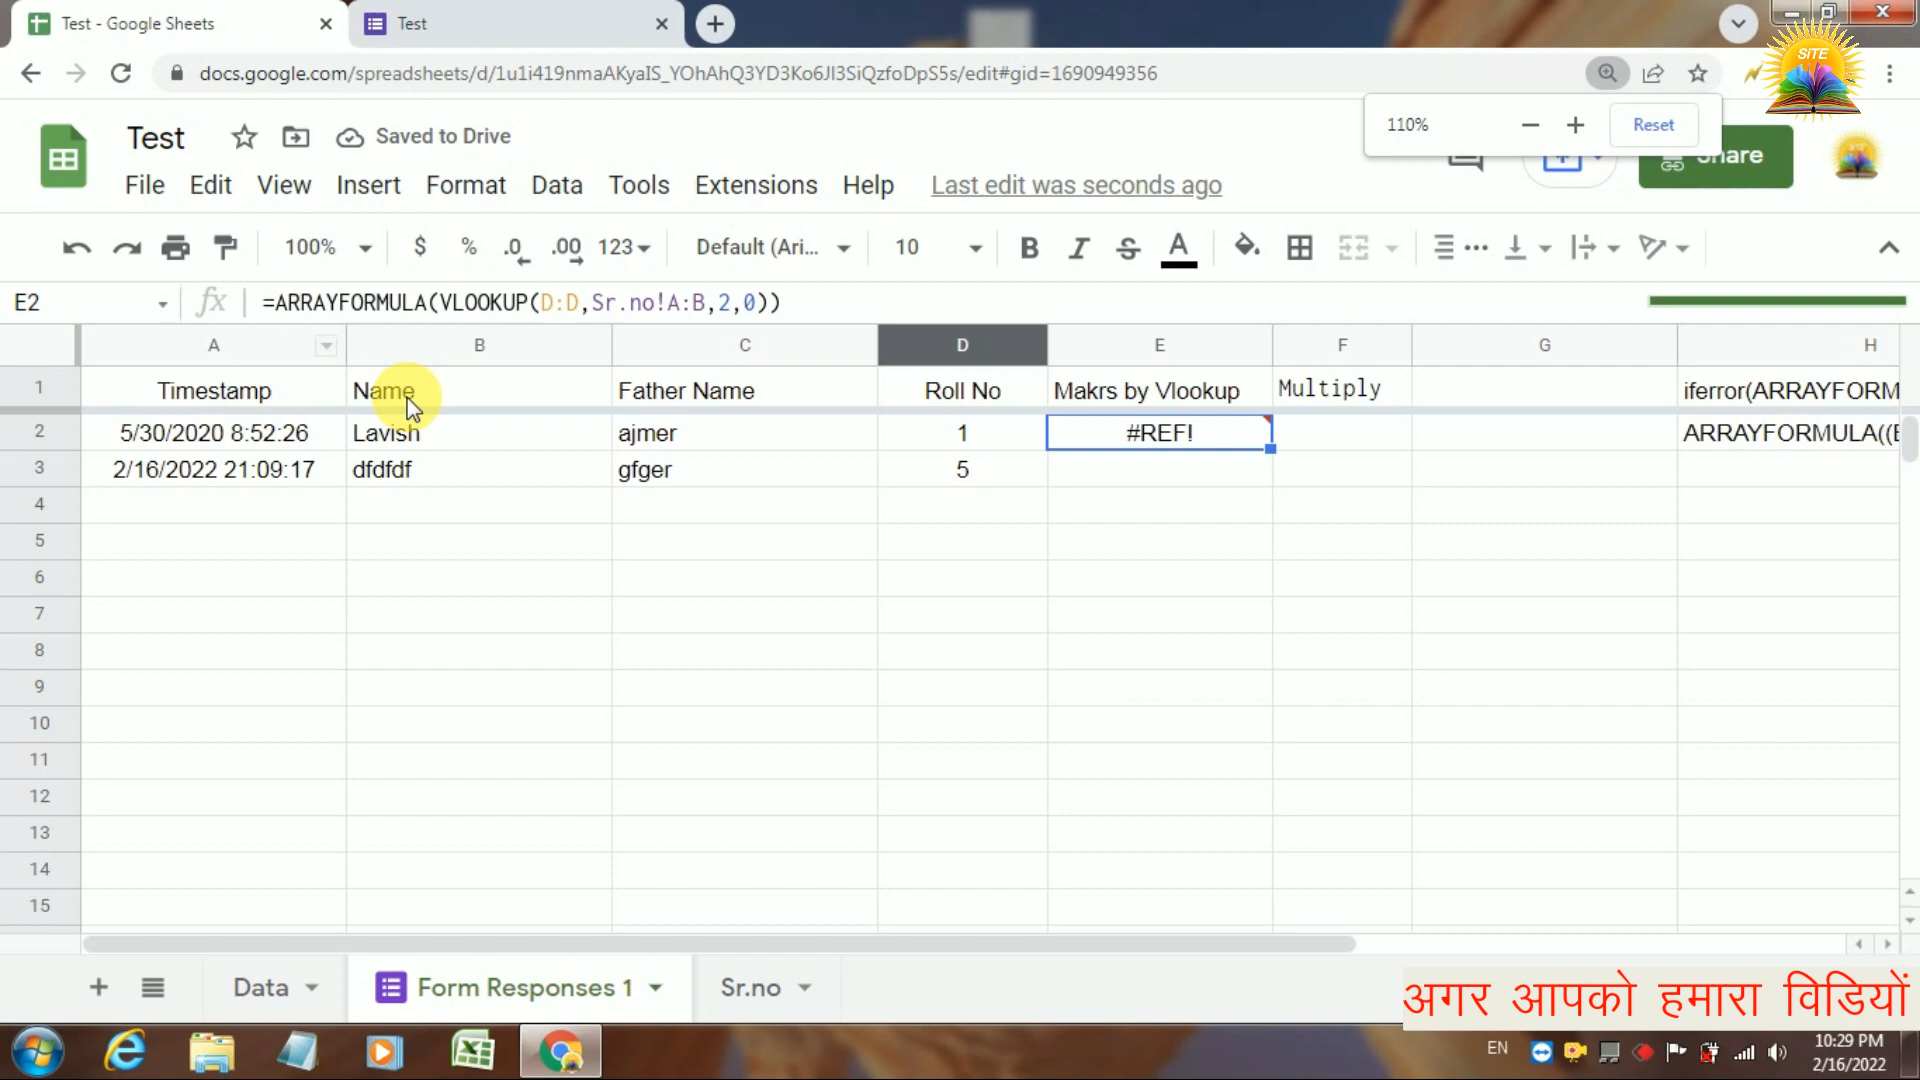 Test - Google Sheets
Test
docs.google.com/spreadsheets/d/1u1i419nmaAKyaIS_YOhAhQ3YD3Ko6Jl3SiQzfoDpS5s/edit#gid=1690949356
SiTE
110%
Reset
Test
Saved to Drive
Share
File Edit View Insert Format Data Tools Extensions Help Last edit was seconds ago
100% $ % .0 .00 123 Default (Ari... 10 B I S A
E2 fx =ARRAYFORMULA(VLOOKUP(D:D,Sr.no!A:B,2,0))
A B C D E F G H
1 Timestamp Name Father Name Roll No Makrs by Vlookup Multiply iferror(ARRAYFORM
2 5/30/2020 8:52:26 Lavish ajmer 1 #REF! ARRAYFORMULA((E
3 2/16/2022 21:09:17 dfdfdf gfger 5
4
5
6
7
8
9
10
11
12
13
14
15
Data Form Responses 1 Sr.no
अगर आपको हमारा विडियों
EN
10:29 PM
2/16/2022